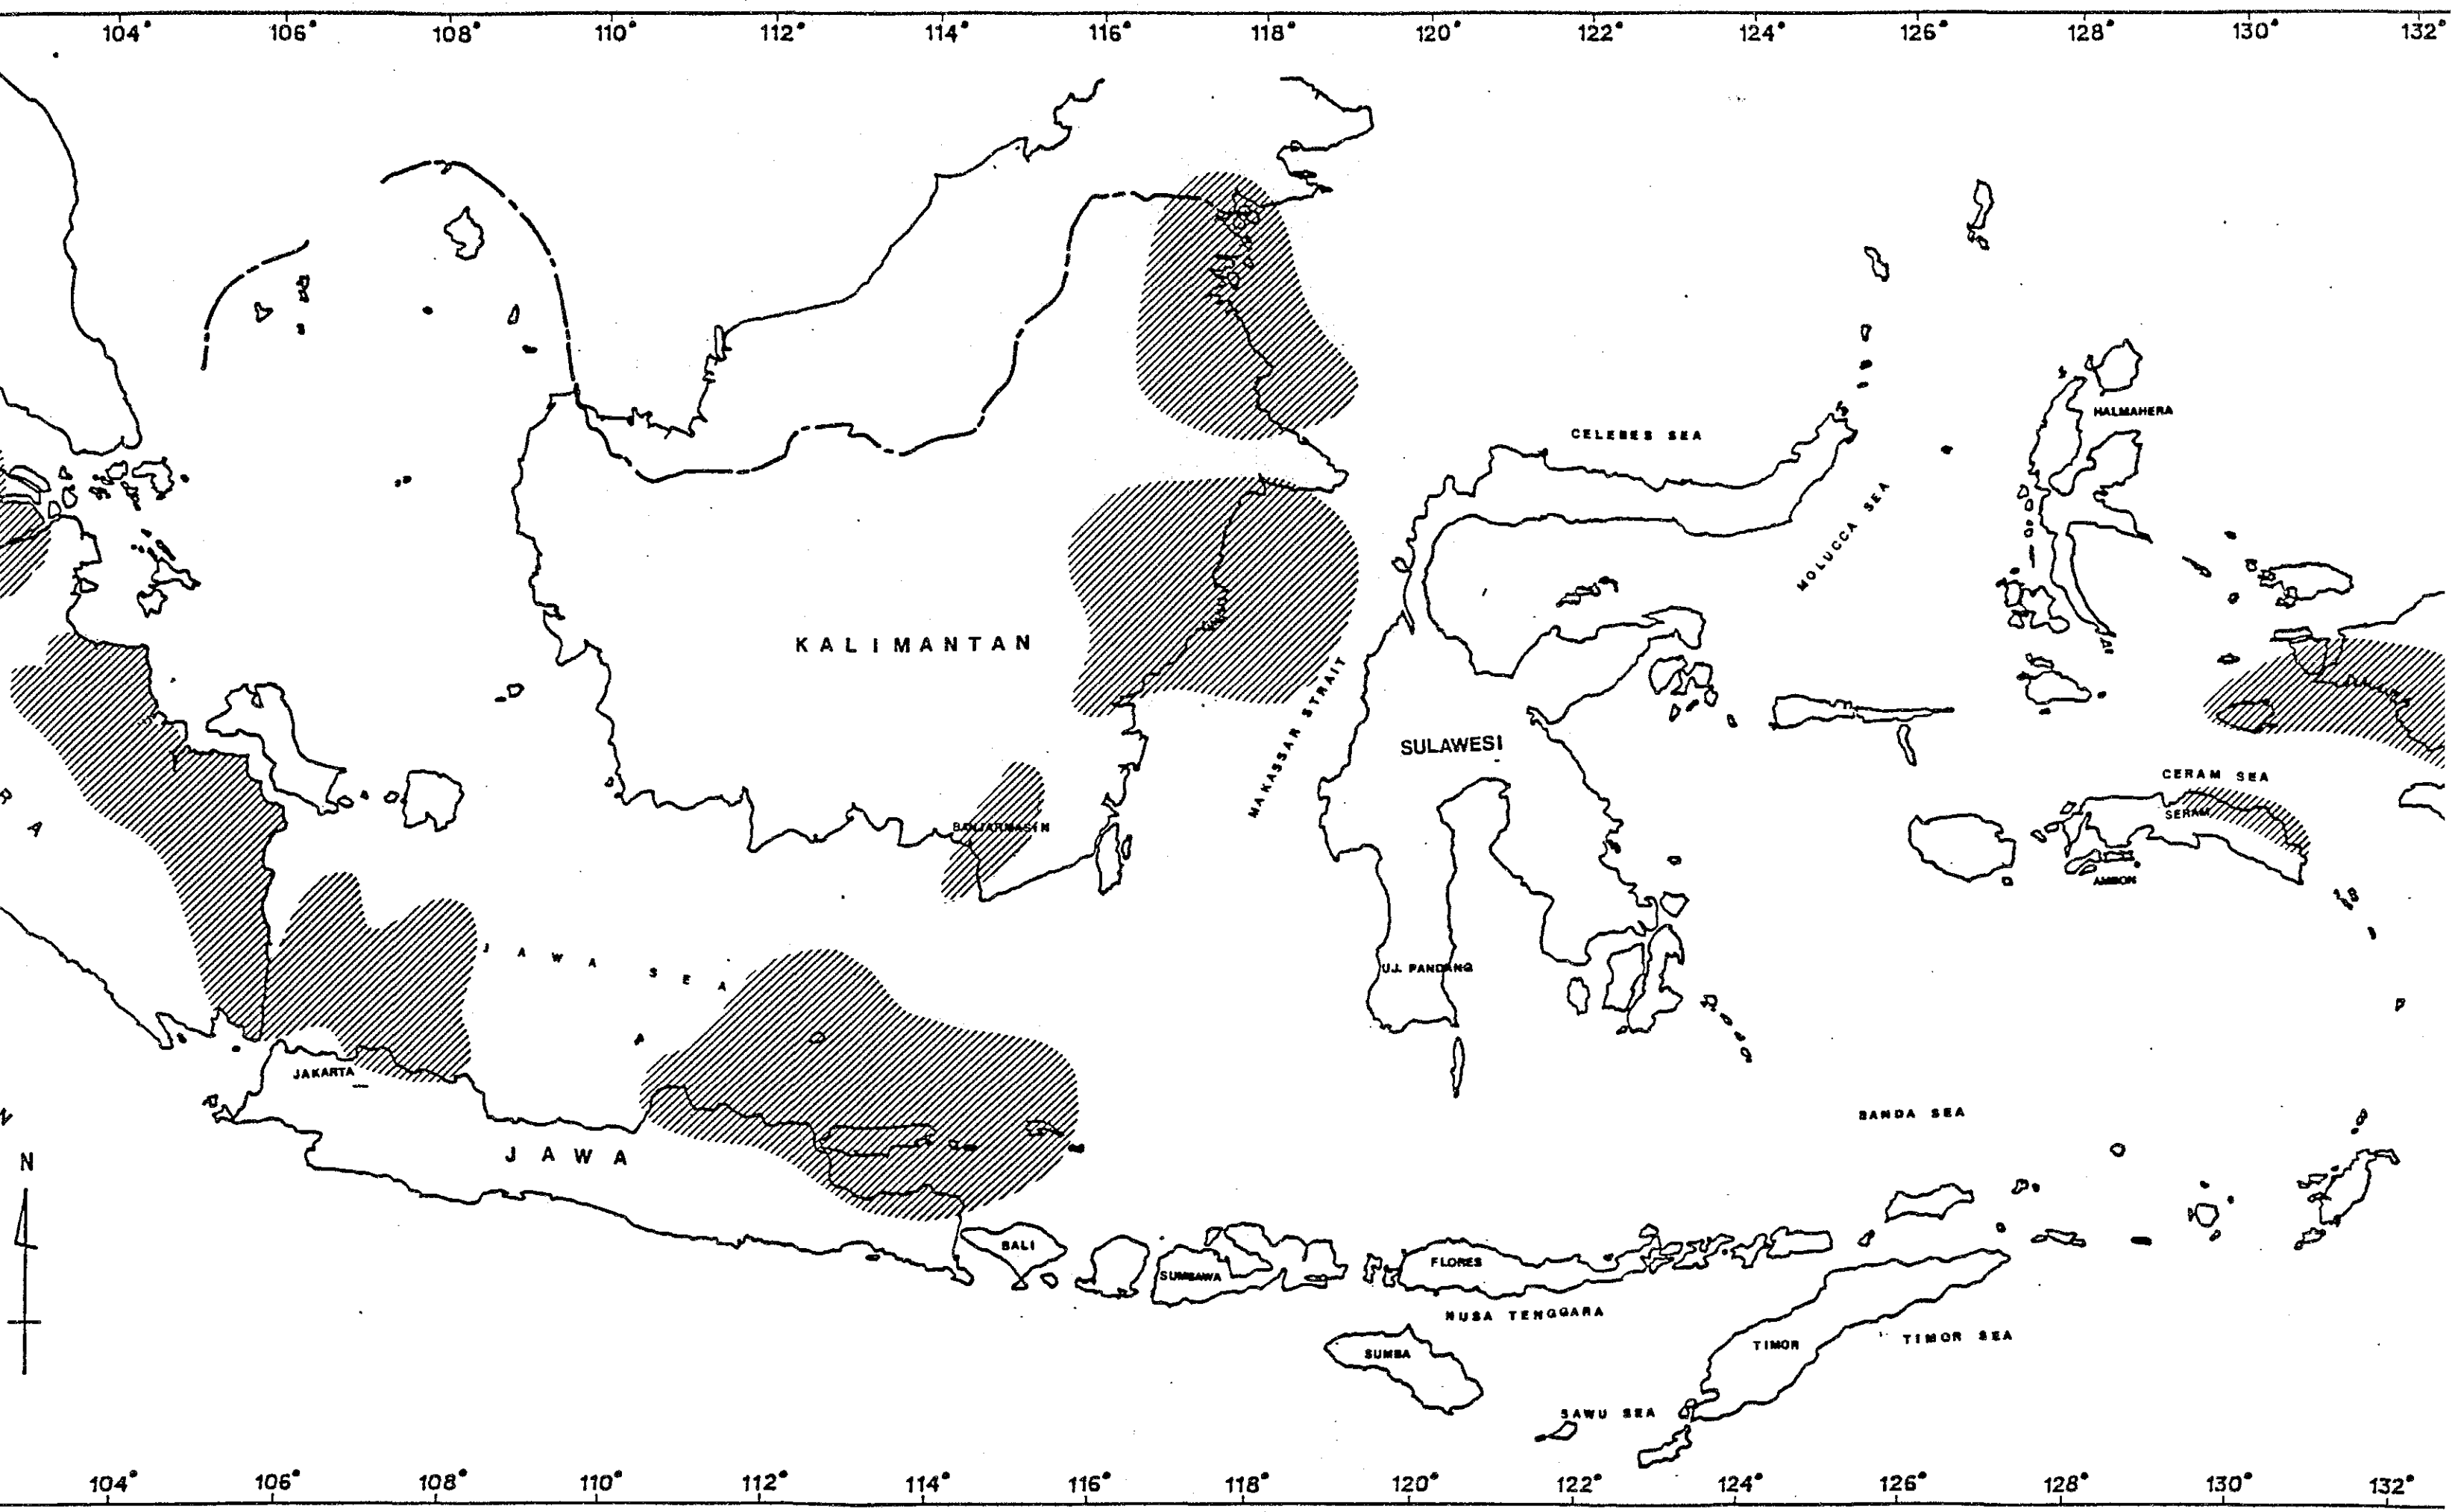 104° 106° 108° 110° 112° 114° 116° 118° 120° 122° 124° 126° 128° 130° 132°
HALMAHERA
CELEBES SEA
MOLUCCA SEA
KALIMANTAN
MAKASSAR STRAIT
SULAWESI
CERAM SEA
SERAM
BANJARMASIN
AMBON
A
JAWA SEA
UJ. PANDANG
JAKARTA
BANDA SEA
JAWA
N
BALI
SUMBAWA
FLORES
NUSA TENGGARA
TIMOR
TIMOR SEA
SUMBA
SAWU SEA
104° 106° 108° 110° 112° 114° 116° 118° 120° 122° 124° 126° 128° 130° 132°